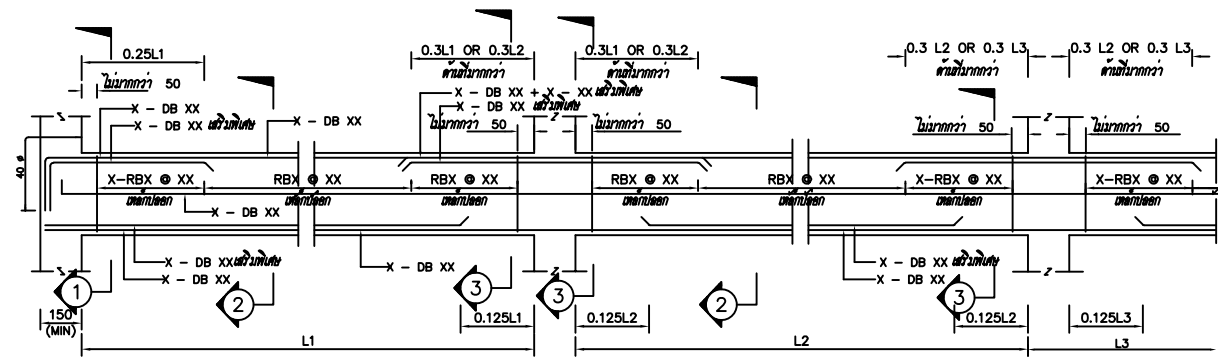 0.25L1
0.3L1 OR 0.3L2
ด้านที่มากกว่า
0.3L1 OR 0.3L2
ด้านที่มากกว่า
0.3 L2 OR 0.3 L3
ด้านที่มากกว่า
0.3 L2 OR 0.3 L3
ด้านที่มากกว่า
ไม่มากกว่า 50
X - DB XX
X - DB XX เสริมพิเศษ
X - DB XX
X - DB XX + X - XX เสริมพิเศษ
X - DB XX เสริมพิเศษ
ไม่มากกว่า 50
ไม่มากกว่า 50
ไม่มากกว่า 50
ไม่มากกว่า 50
40 ø
X-RBX @ XX
เหล็กปลอก
RBX @ XX
เหล็กปลอก
RBX @ XX
เหล็กปลอก
RBX @ XX
เหล็กปลอก
RBX @ XX
เหล็กปลอก
X-RBX @ XX
เหล็กปลอก
X-RBX @ XX
เหล็กปลอก
X - DB XX
X - DB XX เสริมพิเศษ
X - DB XX
X - DB XX
X - DB XX เสริมพิเศษ
X - DB XX
1
2
3
3
2
3
150
(MIN)
0.125L1
0.125L2
0.125L2
0.125L3
L1
L2
L3